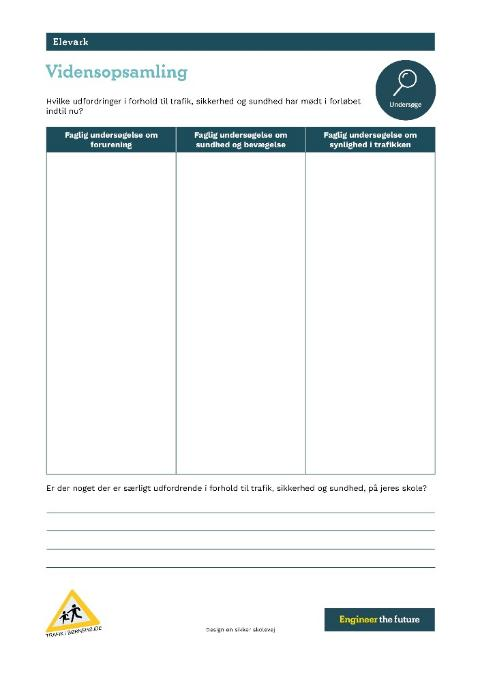 Elevark
Vidensopsamling
Hvilke udfordringer i forhold til trafik, sikkerhed og sundhed har mødt i forløbet
indtil nu?
Undersøge
Faglig undersøgelse om
forurening
Faglig undersøgelse om
sundhed og bevægelse
Faglig undersøgelse om
synlighed i trafikken
Er der noget der er særligt udfordrende i forhold til trafik, sikkerhed og sundhed, på jeres skole?
TRAFIK I BØRNEHØJDE
Design en sikker skolevej
Engineer the future